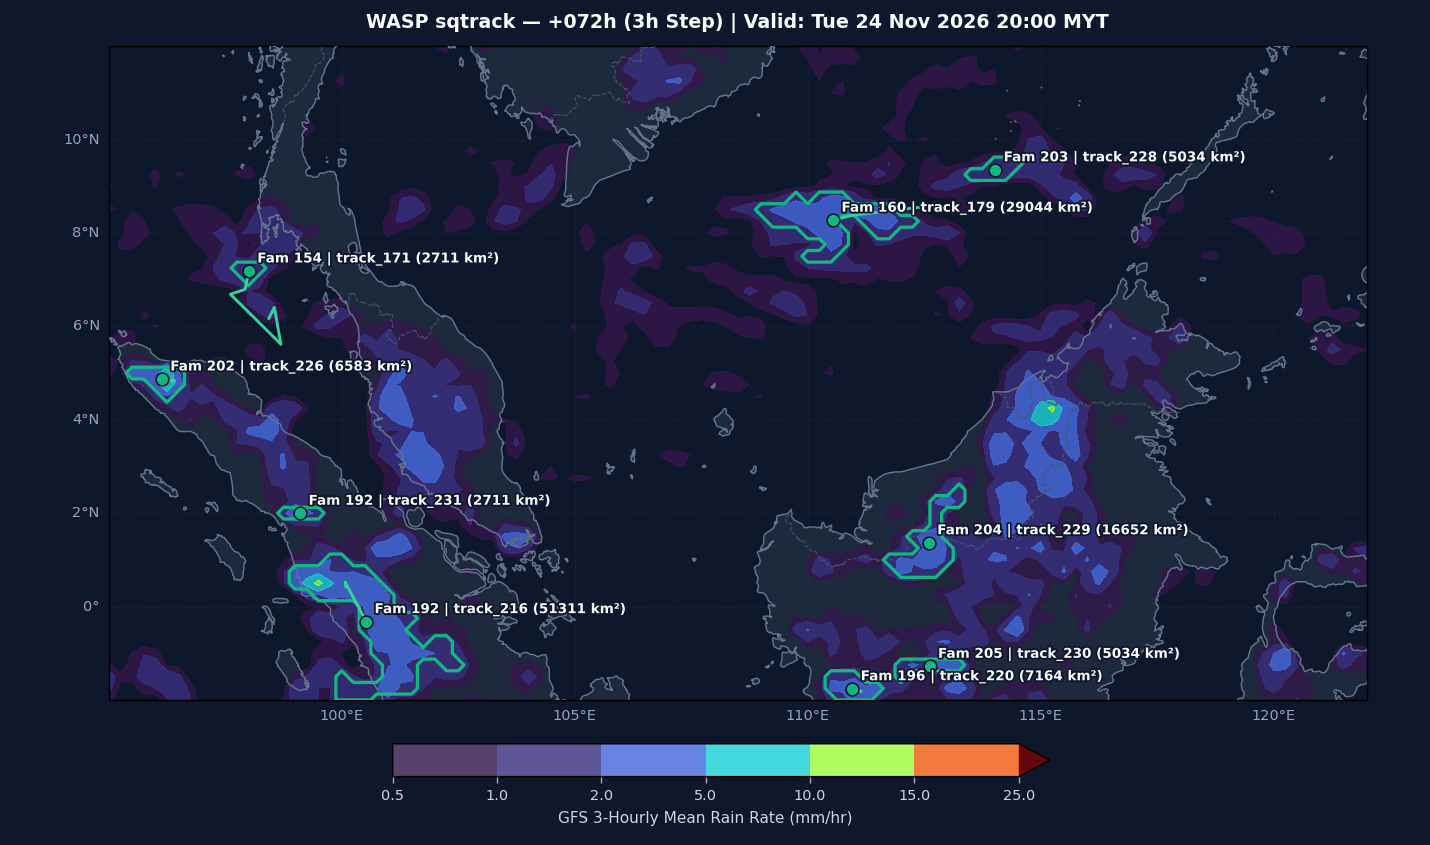 WASP sqtrack — +072h (3h Step) | Valid: Tue 24 Nov 2026 20:00 MYT
10°N
8°N
6°N
4°N
2°N
0°
Fam 203 | track_228 (5034 km²)
Fam 160 | track_179 (29044 km²)
Fam 154 | track_171 (2711 km²)
Fam 202 | track_226 (6583 km²)
Fam 192 | track_231 (2711 km²)
Fam 204 | track_229 (16652 km²)
Fam 192 | track_216 (51311 km²)
Fam 205 | track_230 (5034 km²)
Fam 196 | track_220 (7164 km²)
100°E 105°E 110°E 115°E 120°E
0.5 1.0 2.0 5.0 10.0 15.0 25.0
GFS 3-Hourly Mean Rain Rate (mm/hr)